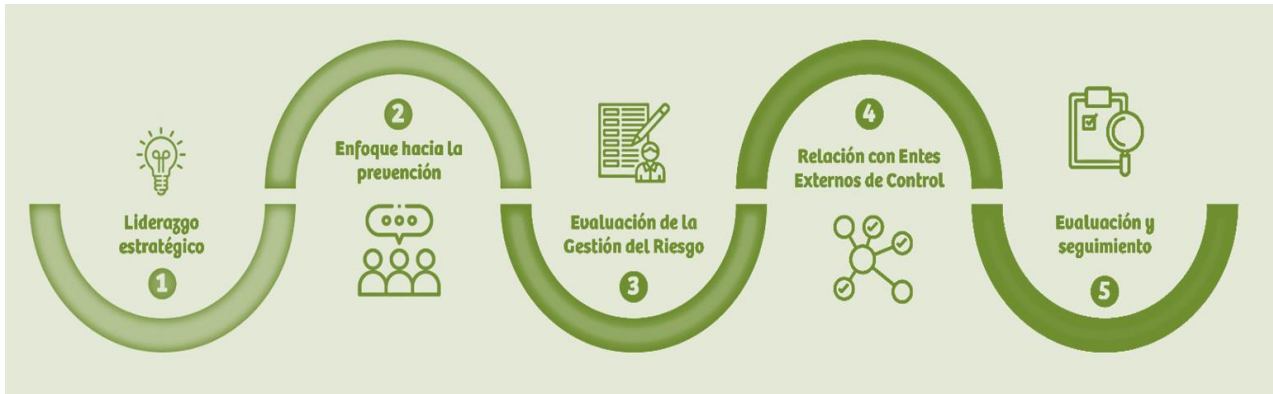 1
Liderazgo
estratégico
2
Enfoque hacia la
prevención
3
Evaluación de la
Gestión del Riesgo
4
Relación con Entes
Externos de Control
5
Evaluación y
seguimiento